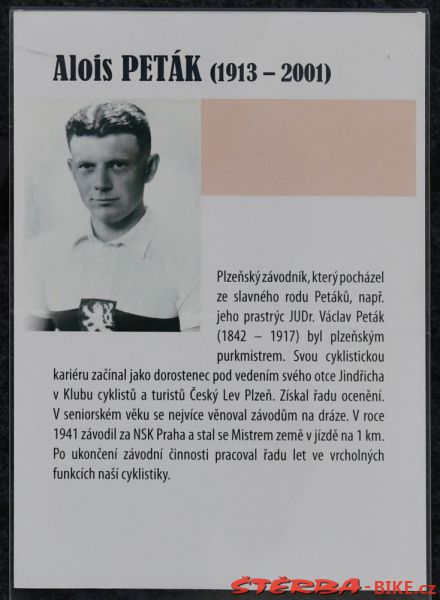 Alois PETÁK (1913 – 2001)
Plzeňský závodník, který pocházel
ze slavného rodu Petáků, např.
jeho prastrýc JUDr. Václav Peták
(1842 – 1917) byl plzeňským
purkmistrem. Svou cyklistickou
kariéru začínal jako dorostenec pod vedením svého otce Jindřicha
v Klubu cyklistů a turistů Český Lev Plzeň. Získal řadu ocenění.
V seniorském věku se nejvíce věnoval závodům na dráze. V roce
1941 závodil za NSK Praha a stal se Mistrem země v jízdě na 1 km.
Po ukončení závodní činnosti pracoval řadu let ve vrcholných
funkcích naší cyklistiky.
ŠTĚRBA-BIKE.cz